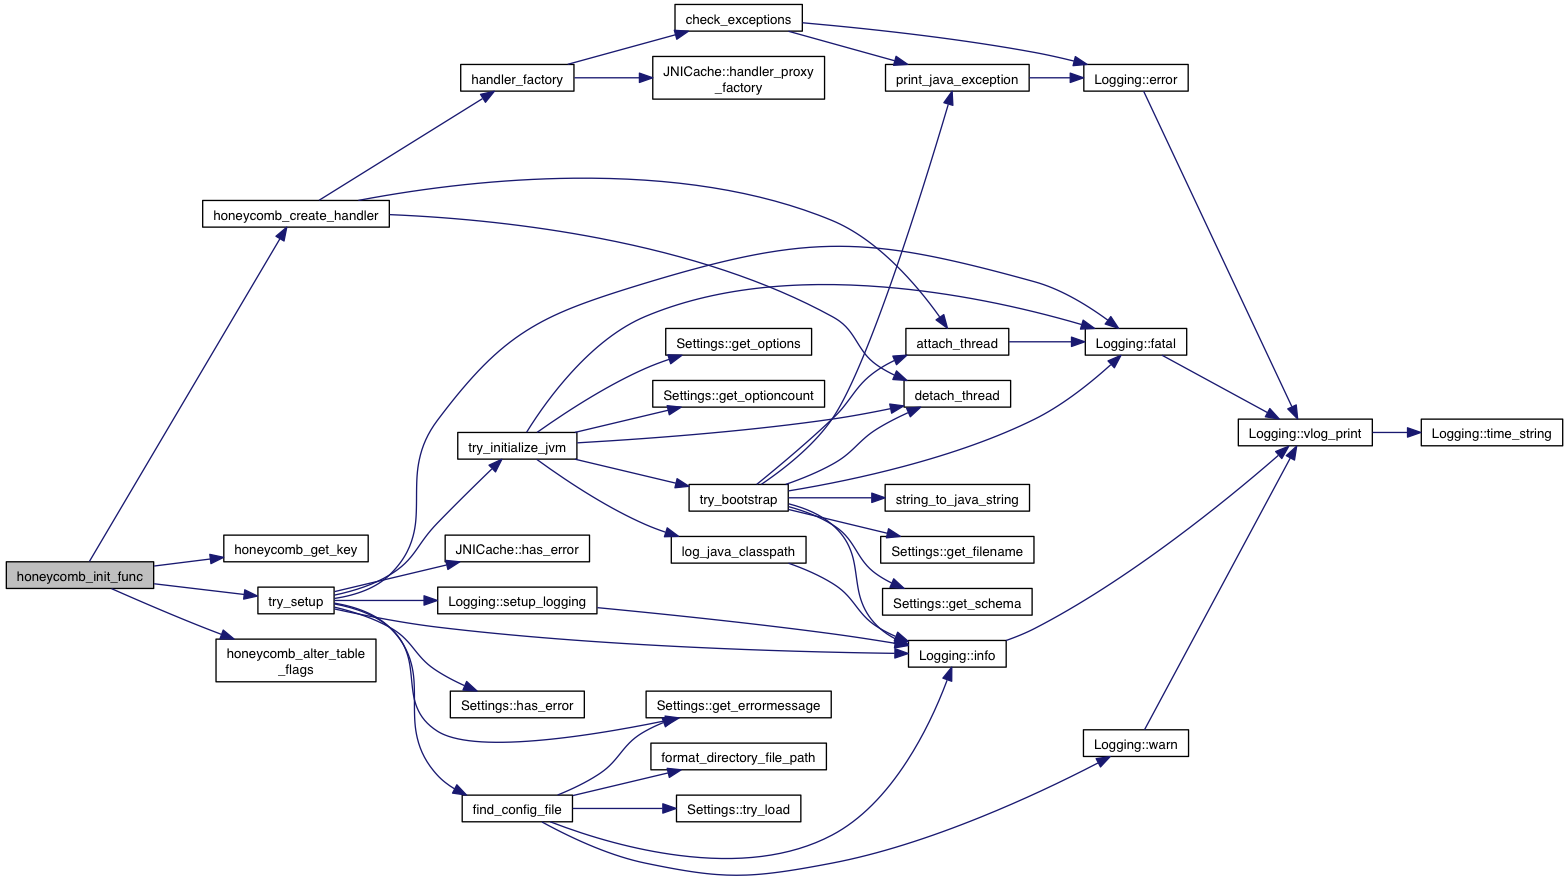 check_exceptions
handler_factory
JNICache::handler_proxy
_factory
print_java_exception
Logging::error
honeycomb_create_handler
Settings::get_options
attach_thread
Logging::fatal
Settings::get_optioncount
detach_thread
try_initialize_jvm
Logging::vlog_print
Logging::time_string
try_bootstrap
string_to_java_string
honeycomb_get_key
JNICache::has_error
log_java_classpath
Settings::get_filename
honeycomb_init_func
try_setup
Logging::setup_logging
Settings::get_schema
honeycomb_alter_table
_flags
Logging::info
Settings::has_error
Settings::get_errormessage
Logging::warn
format_directory_file_path
find_config_file
Settings::try_load